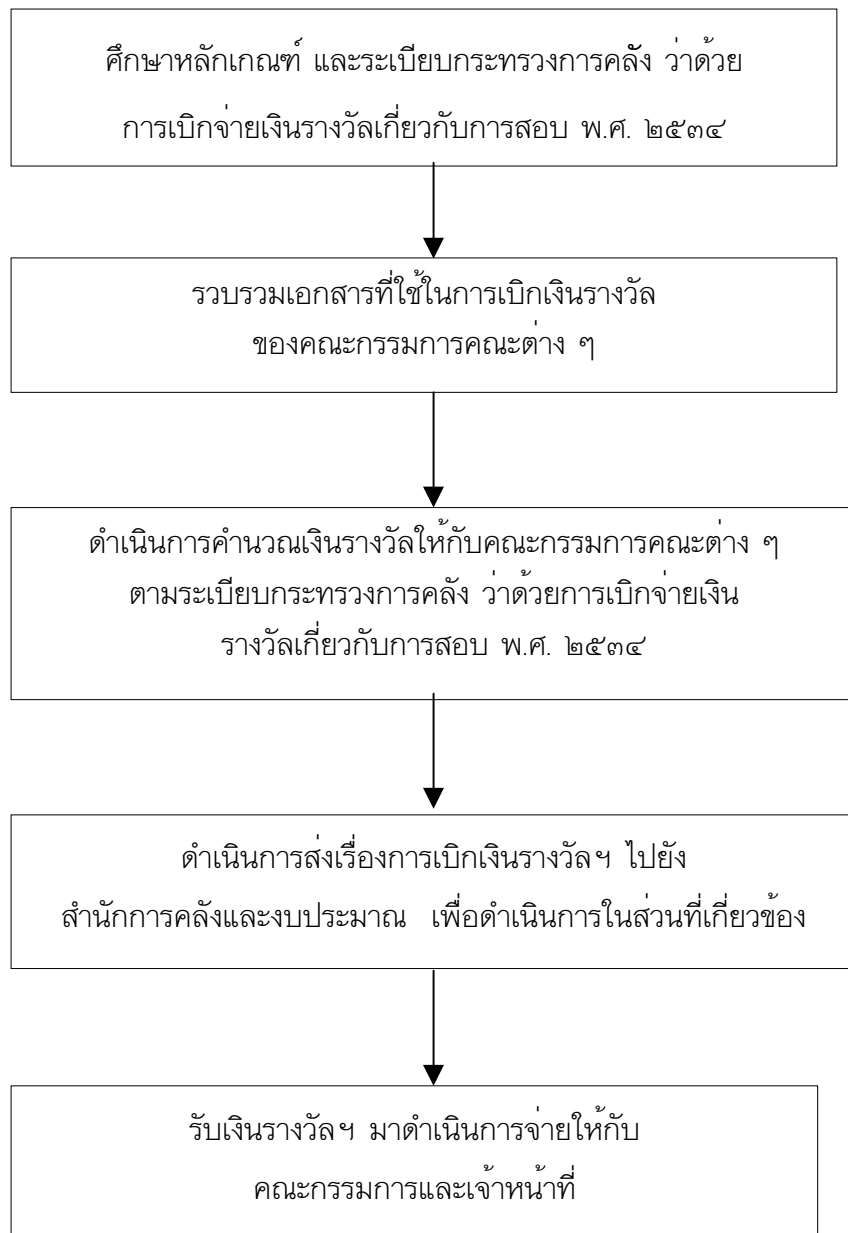 ศึกษาหลักเกณฑ์ และระเบียบกระทรวงการคลัง ว่าด้วย
การเบิกจ่ายเงินรางวัลเกี่ยวกับการสอบ พ.ศ. ๒๕๓๔
รวบรวมเอกสารที่ใช้ในการเบิกเงินรางวัล
ของคณะกรรมการคณะต่าง ๆ
ดำเนินการคำนวณเงินรางวัลให้กับคณะกรรมการคณะต่าง ๆ
ตามระเบียบกระทรวงการคลัง ว่าด้วยการเบิกจ่ายเงิน
รางวัลเกี่ยวกับการสอบ พ.ศ. ๒๕๓๔
ดำเนินการส่งเรื่องการเบิกเงินรางวัลฯ ไปยัง
สำนักการคลังและงบประมาณ เพื่อดำเนินการในส่วนที่เกี่ยวข้อง
รับเงินรางวัลฯ มาดำเนินการจ่ายให้กับ
คณะกรรมการและเจ้าหน้าที่